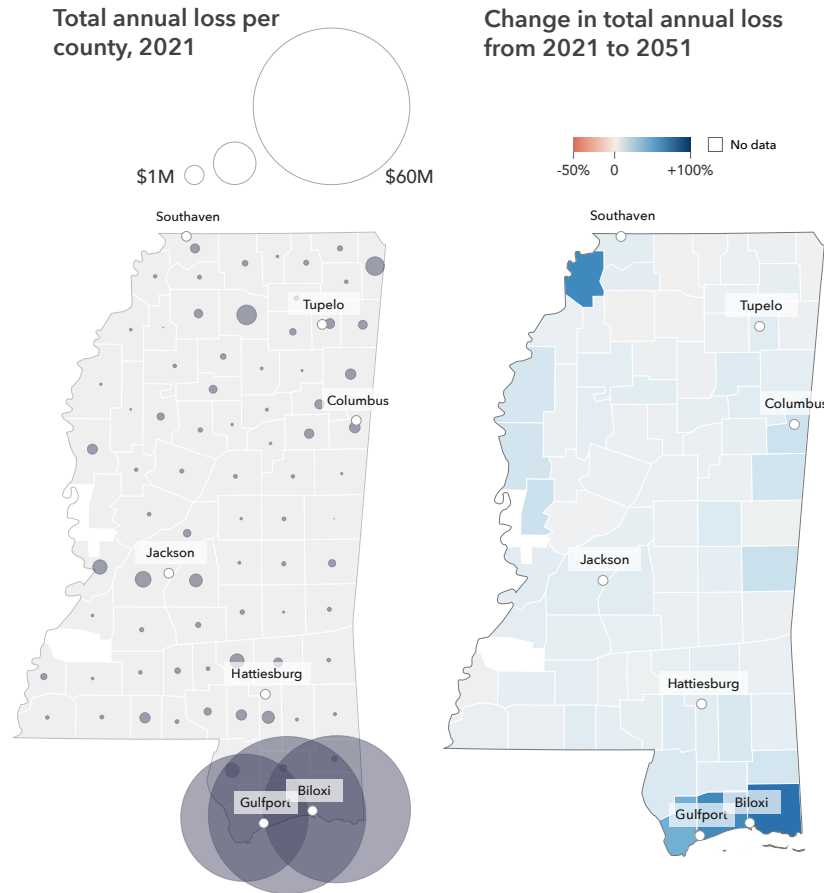 Total annual loss per
county, 2021
$1M
$60M
Southaven
Tupelo
Columbus
Jackson
Hattiesburg
Gulfport
Biloxi
Change in total annual loss
from 2021 to 2051
-50%
0
+100%
No data
Southaven
Tupelo
Columbus
Jackson
Hattiesburg
Gulfport
Biloxi